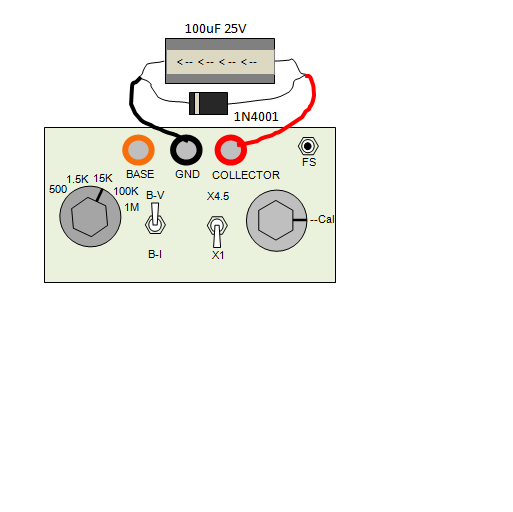 100uF 25V
<-- <-- <-- <--
1N4001
BASE
GND
COLLECTOR
FS
500
1.5K
15K
100K
1M
B-V
B-I
X4.5
X1
--Cal